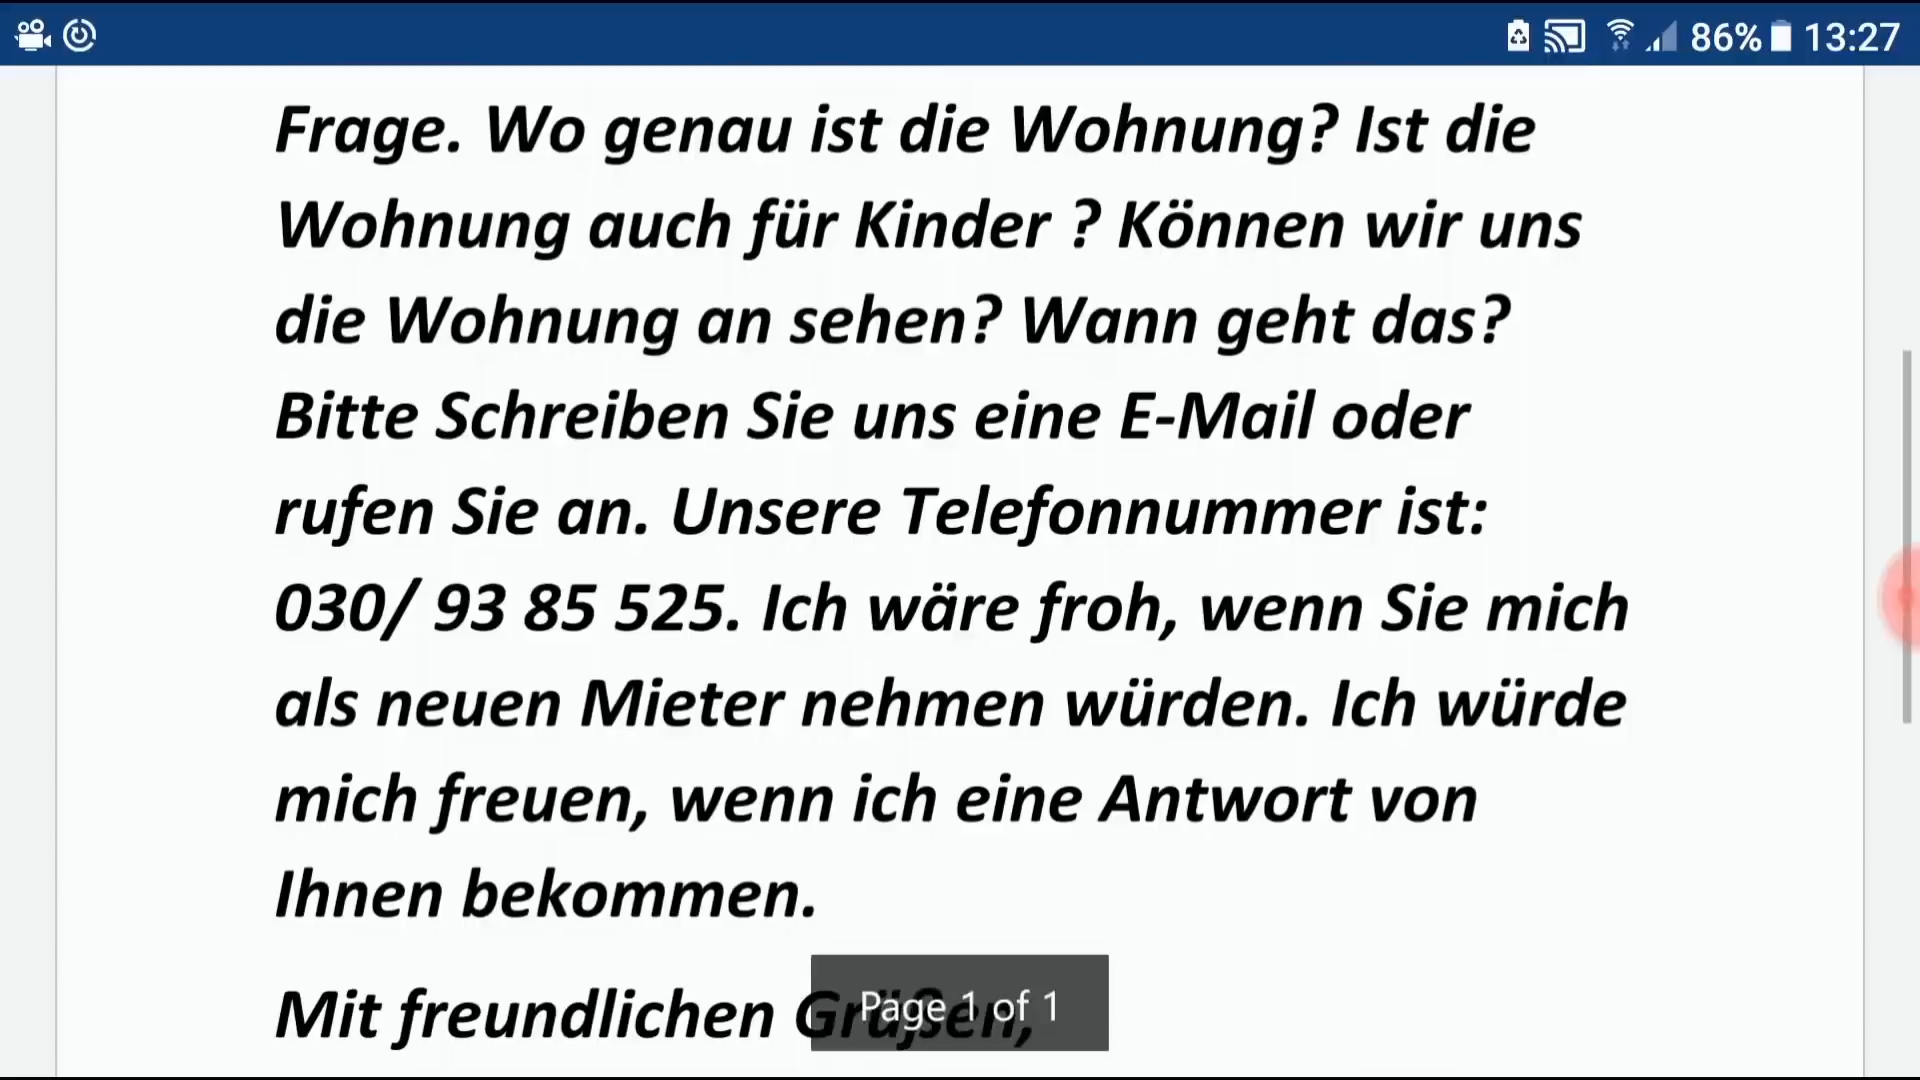 86% 13:27
Frage. Wo genau ist die Wohnung? Ist die
Wohnung auch für Kinder ? Können wir uns
die Wohnung an sehen? Wann geht das?
Bitte Schreiben Sie uns eine E-Mail oder
rufen Sie an. Unsere Telefonnummer ist:
030/ 93 85 525. Ich wäre froh, wenn Sie mich
als neuen Mieter nehmen würden. Ich würde
mich freuen, wenn ich eine Antwort von
Ihnen bekommen.
Mit freundlichen Grüßen,
Page 1 of 1